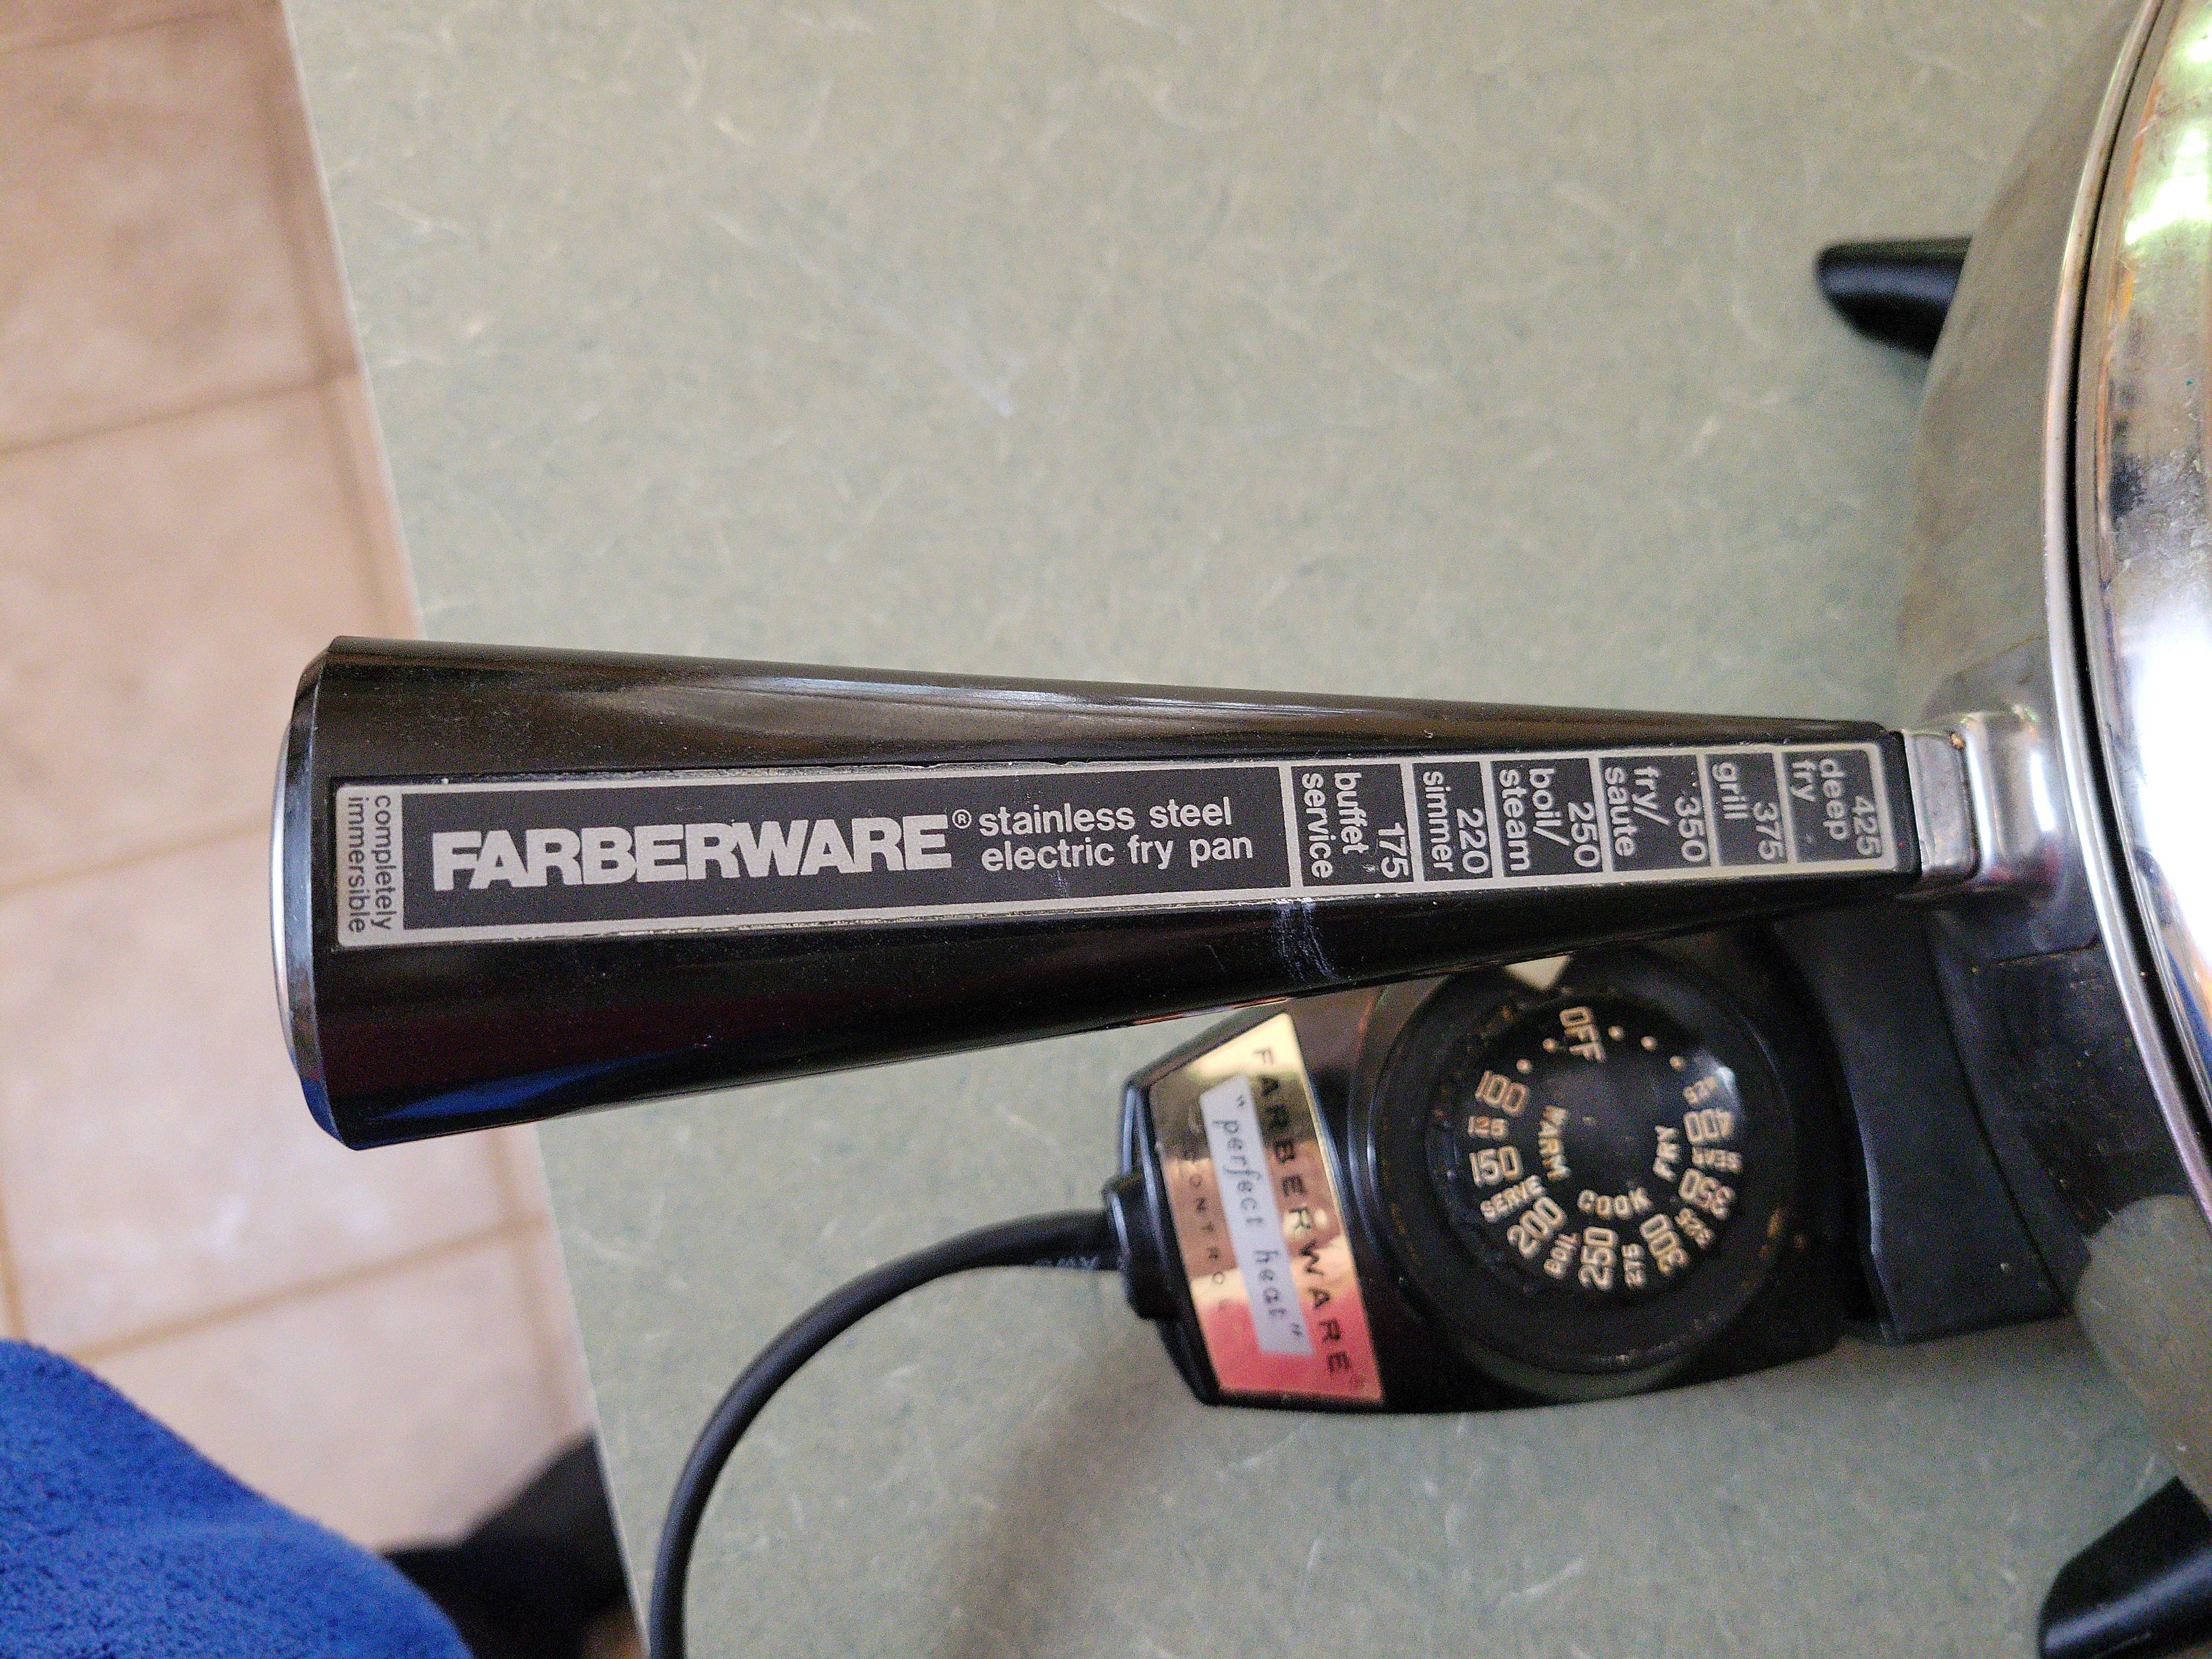 completely
immersible
FARBERWARE®
stainless steel
electric fry pan
buffet 175
service
simmer 220
boil/ 250
steam
fry/ 350
saute
grill 375
deep 425
fry
FARBERWARE®
"perfect heat"
CONTROL
OFF
100
125
150
SERVE
200
BOIL
250
275
300
325
350
SEAR
400
425
WARM
COOK
FRY